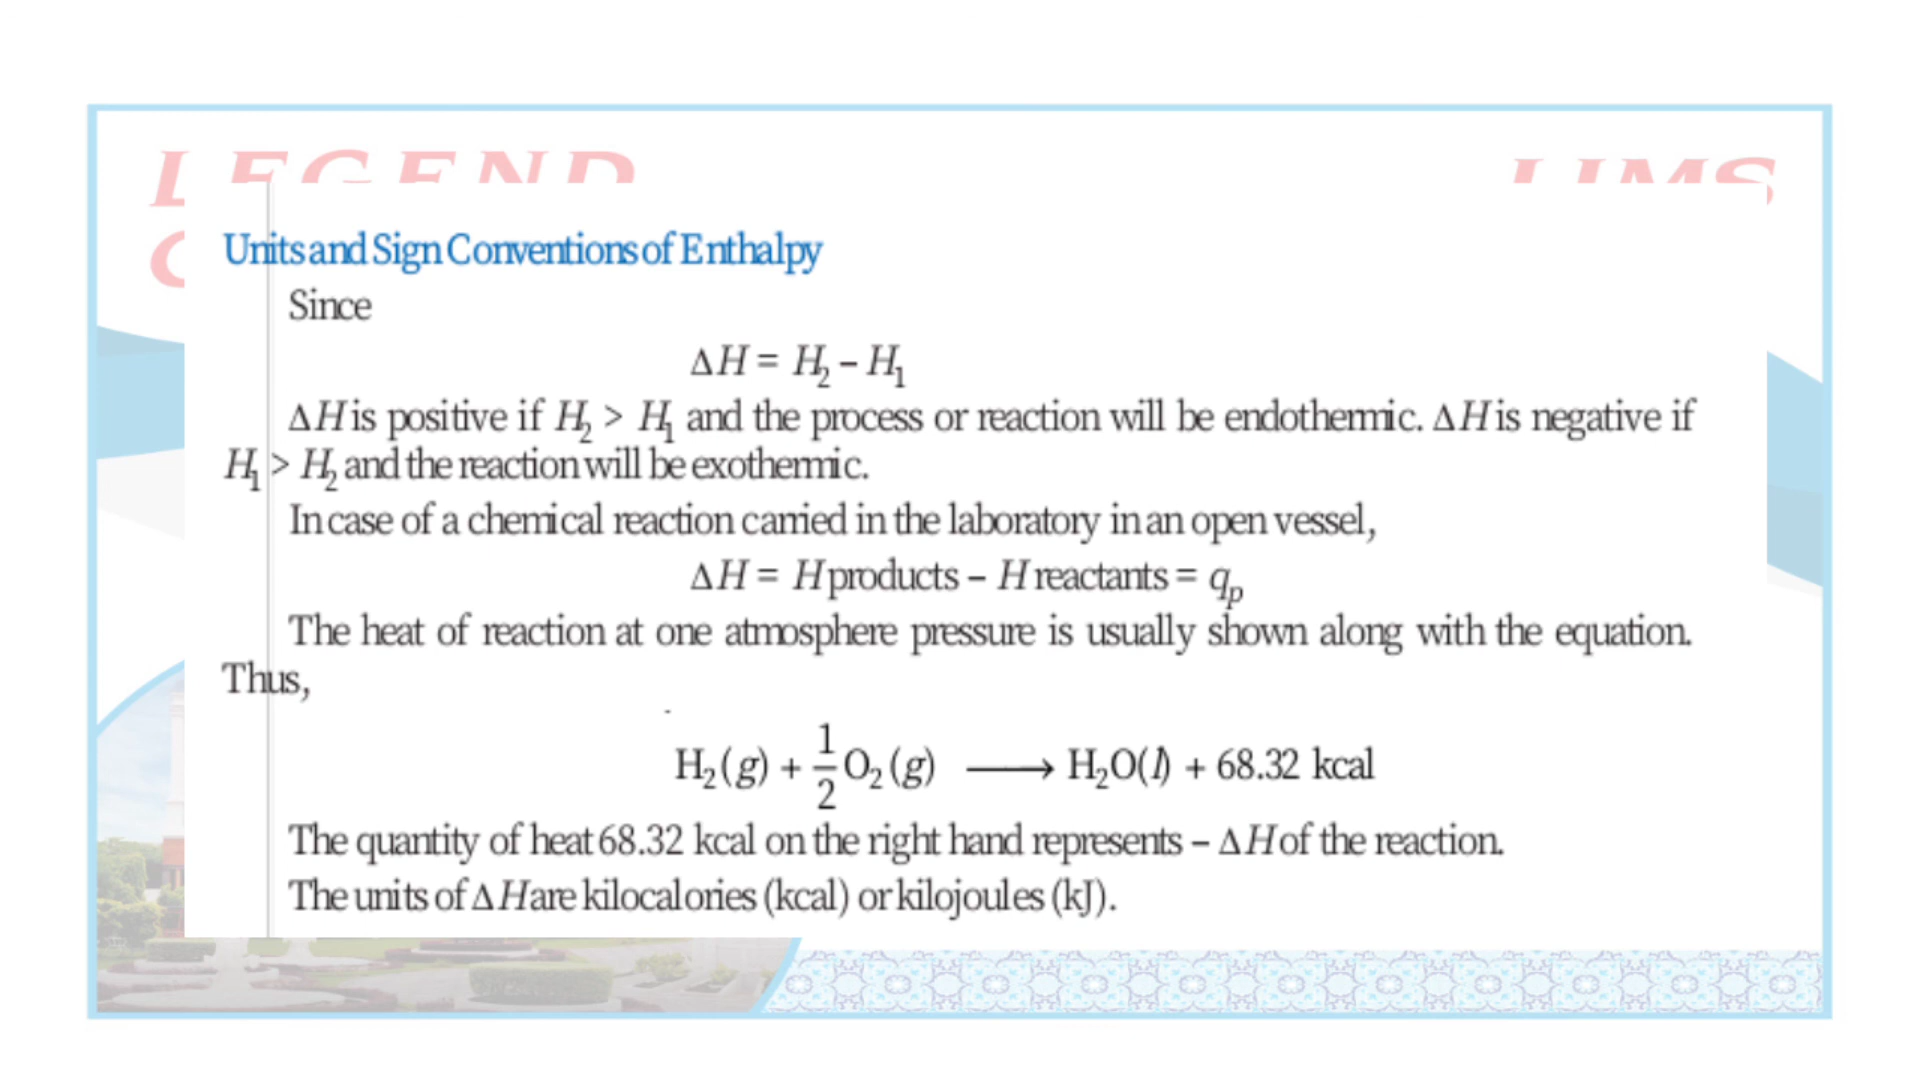 LEGEND LUMS
Units and Sign Conventions of Enthalpy
Since
ΔH = H₂ – H₁
ΔH is positive if H₂ > H₁ and the process or reaction will be endothermic. ΔH is negative if
H₁ > H₂ and the reaction will be exothermic.
In case of a chemical reaction carried in the laboratory in an open vessel,
ΔH = H products – H reactants = qₚ
The heat of reaction at one atmosphere pressure is usually shown along with the equation.
Thus,
H₂(g) + 1/2 O₂(g) ⟶ H₂O(l) + 68.32 kcal
The quantity of heat 68.32 kcal on the right hand represents – ΔH of the reaction.
The units of ΔH are kilocalories (kcal) or kilojoules (kJ).